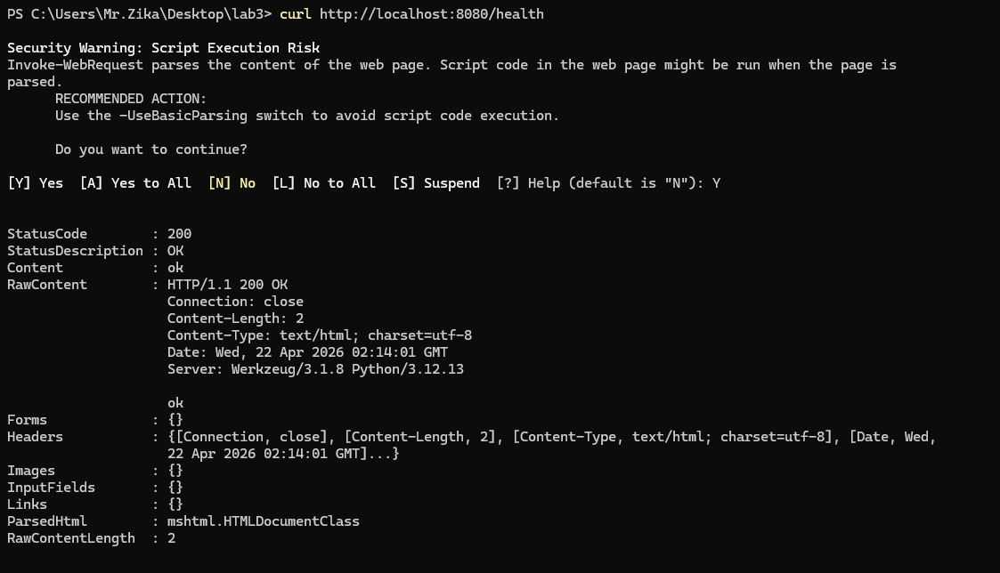 PS C:\Users\Mr.Zika\Desktop\lab3> curl http://localhost:8080/health
Security Warning: Script Execution Risk
Invoke-WebRequest parses the content of the web page. Script code in the web page might be run when the page is
parsed.
      RECOMMENDED ACTION:
      Use the -UseBasicParsing switch to avoid script code execution.
      Do you want to continue?
[Y] Yes  [A] Yes to All  [N] No  [L] No to All  [S] Suspend  [?] Help (default is "N"): Y
StatusCode        : 200
StatusDescription : OK
Content           : ok
RawContent        : HTTP/1.1 200 OK
                    Connection: close
                    Content-Length: 2
                    Content-Type: text/html; charset=utf-8
                    Date: Wed, 22 Apr 2026 02:14:01 GMT
                    Server: Werkzeug/3.1.8 Python/3.12.13
                    ok
Forms             : {}
Headers           : {[Connection, close], [Content-Length, 2], [Content-Type, text/html; charset=utf-8], [Date, Wed,
                    22 Apr 2026 02:14:01 GMT]...}
Images            : {}
InputFields       : {}
Links             : {}
ParsedHtml        : mshtml.HTMLDocumentClass
RawContentLength  : 2